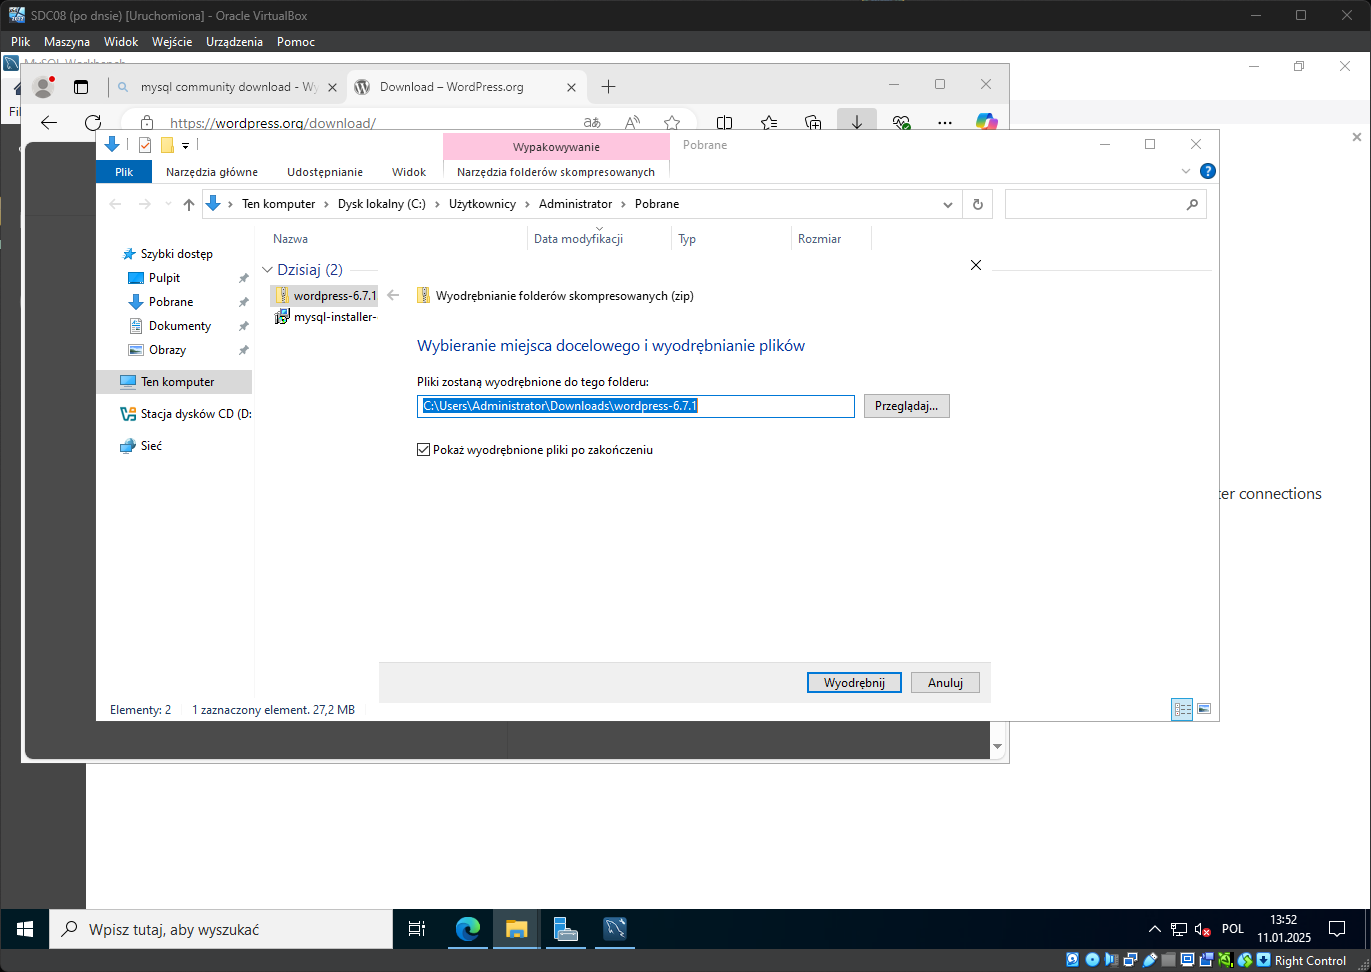 SDC08 (po dnsie) [Uruchomiona] - Oracle VirtualBox
Plik Maszyna Widok Wejście Urządzenia Pomoc
mysql community download - Wy
Download – WordPress.org
https://wordpress.org/download/
Wypakowywanie
Pobrane
Plik
Narzędzia główne
Udostępnianie
Widok
Narzędzia folderów skompresowanych
Ten komputer
Dysk lokalny (C:)
Użytkownicy
Administrator
Pobrane
Nazwa
Data modyfikacji
Typ
Rozmiar
Szybki dostęp
Pulpit
Pobrane
Dokumenty
Obrazy
Ten komputer
Stacja dysków CD (D:
Sieć
Dzisiaj (2)
wordpress-6.7.1
mysql-installer-
Wyodrębnianie folderów skompresowanych (zip)
Wybieranie miejsca docelowego i wyodrębnianie plików
Pliki zostaną wyodrębnione do tego folderu:
C:\Users\Administrator\Downloads\wordpress-6.7.1
Przeglądaj...
Pokaż wyodrębnione pliki po zakończeniu
ter connections
Wyodrębnij
Anuluj
Elementy: 2
1 zaznaczony element. 27,2 MB
Wpisz tutaj, aby wyszukać
POL
13:52
11.01.2025
Right Control